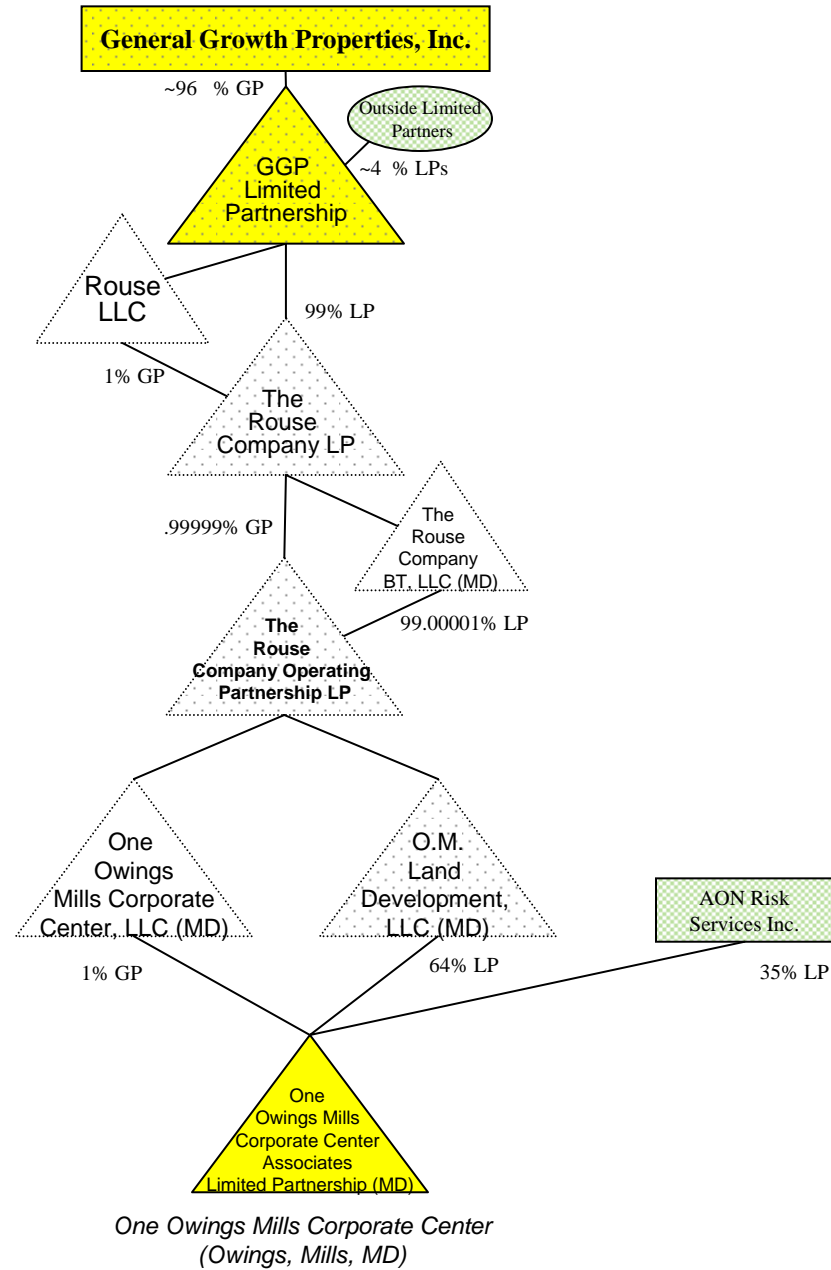 General Growth Properties, Inc.
~96 % GP
Outside Limited
Partners
~4 % LPs
GGP
Limited
Partnership
Rouse
LLC
99% LP
1% GP
The
Rouse
Company LP
.99999% GP
The
Rouse
Company
BT, LLC (MD)
99.00001% LP
The
Rouse
Company Operating
Partnership LP
One
Owings
Mills Corporate
Center, LLC (MD)
O.M.
Land
Development,
LLC (MD)
AON Risk
Services Inc.
1% GP
64% LP
35% LP
One
Owings Mills
Corporate Center
Associates
Limited Partnership (MD)
One Owings Mills Corporate Center
(Owings, Mills, MD)